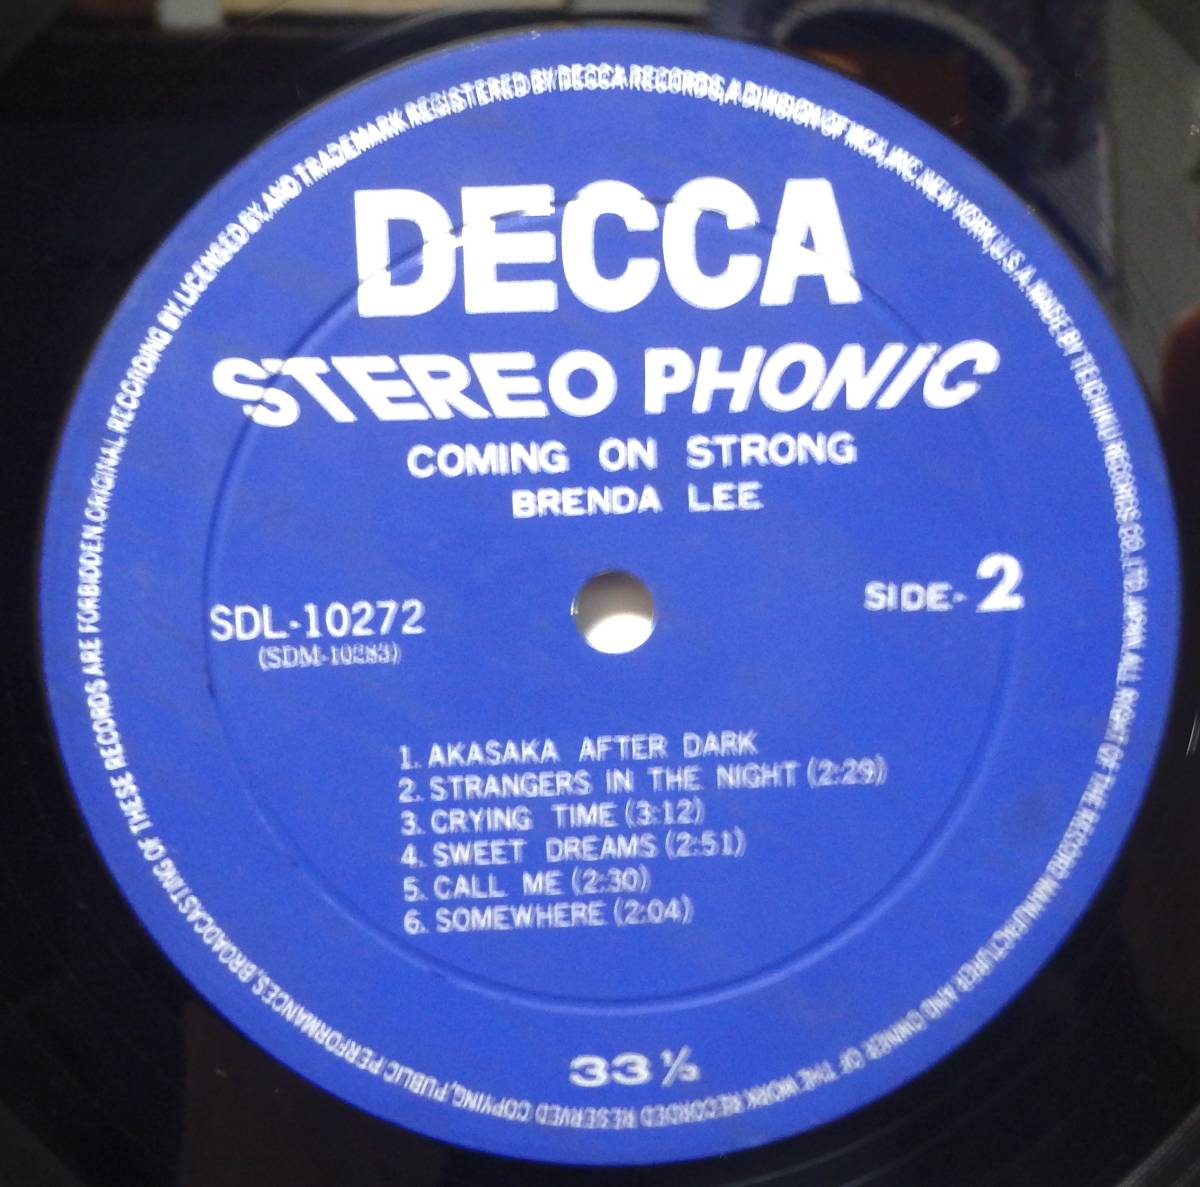 DECCA
STEREO PHONIC
COMING ON STRONG
BRENDA LEE
SDL-10272
(SDM-10283)
SIDE-2
1. AKASAKA AFTER DARK
2. STRANGERS IN THE NIGHT (2:29)
3. CRYING TIME (3:12)
4. SWEET DREAMS (2:51)
5. CALL ME (2:30)
6. SOMEWHERE (2:04)
33 ⅓
ORIGINAL RECORDING BY, LICENSED BY, AND TRADEMARK REGISTERED BY DECCA RECORDS, A DIVISION OF MCA, INC. NEW YORK, U.S.A. MADE BY TEICHIKU RECORDS CO., LTD. JAPAN. ALL RIGHT OF THE RECORD MANUFACTURER AND OWNER OF THE WORK RECORDED RESERVED COPYING, PUBLIC PERFORMANCES, BROADCASTING OF THESE RECORDS ARE FORBIDDEN.